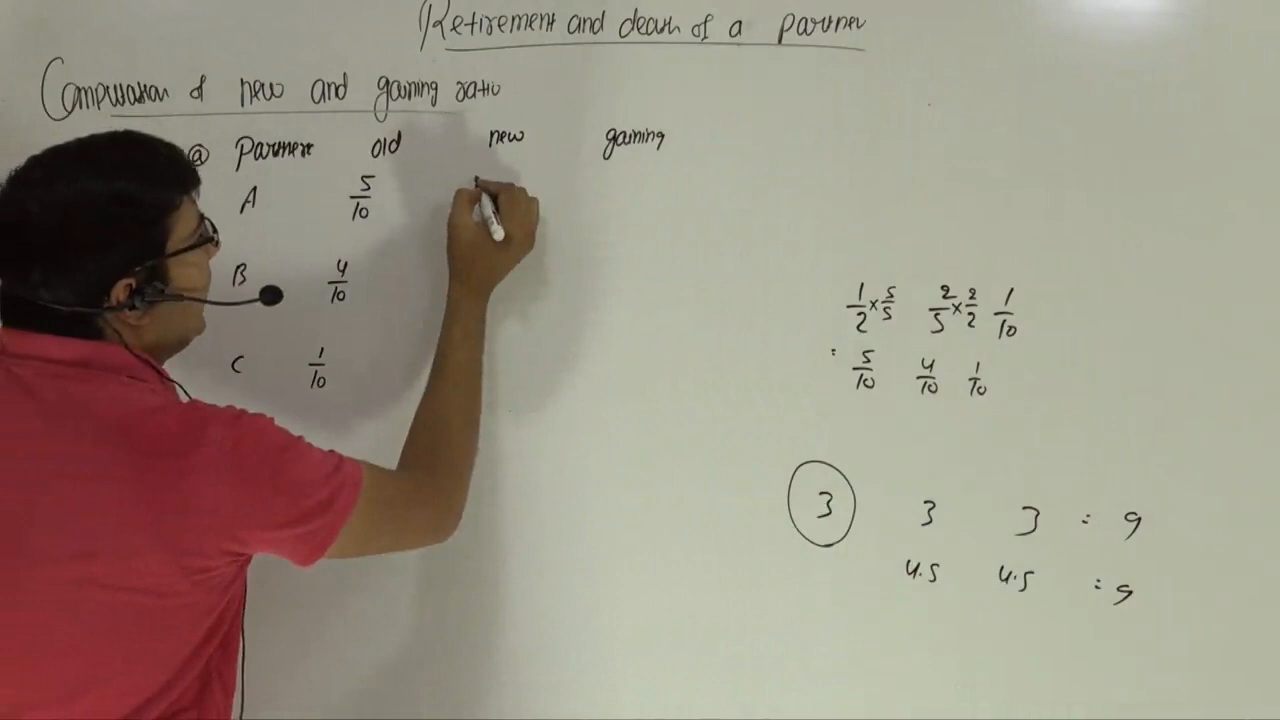 Retirement and death of a partner
Computation of new and gaining ratio
@ Partners old new gaining
A 5/10
B 4/10
C 1/10
1/2 × 5/5 2/5 × 2/2 1/10
: 5/10 4/10 1/10
3 3 3 : 9
4.5 4.5 : 9